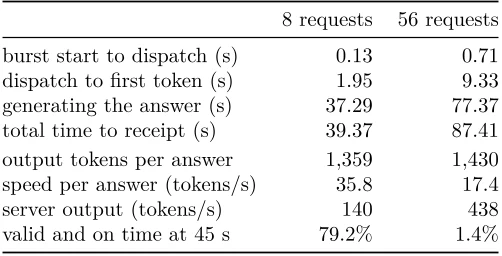 8 requests 56 requests
burst start to dispatch (s) 0.13 0.71
dispatch to first token (s) 1.95 9.33
generating the answer (s) 37.29 77.37
total time to receipt (s) 39.37 87.41
output tokens per answer 1,359 1,430
speed per answer (tokens/s) 35.8 17.4
server output (tokens/s) 140 438
valid and on time at 45 s 79.2% 1.4%